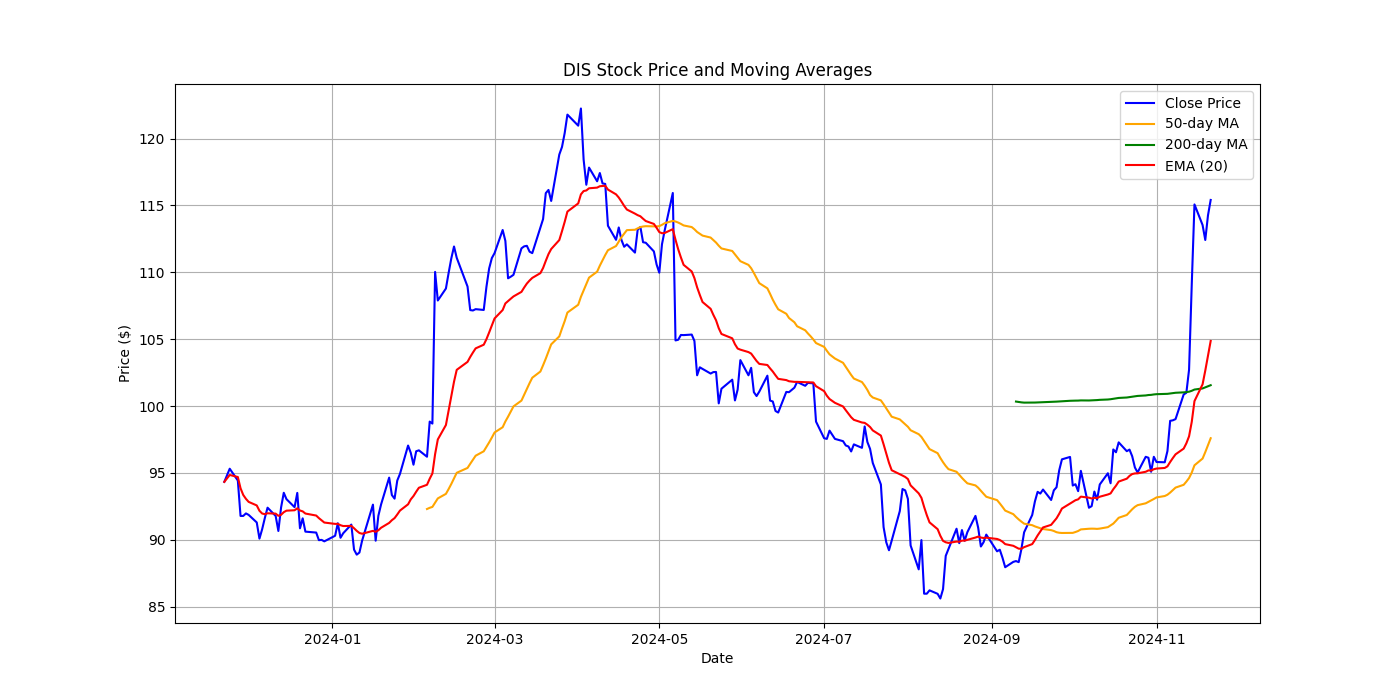 DIS Stock Price and Moving Averages
Close Price
50-day MA
200-day MA
EMA (20)
Price ($)
120
115
110
105
100
95
90
85
2024-01
2024-03
2024-05
2024-07
2024-09
2024-11
Date